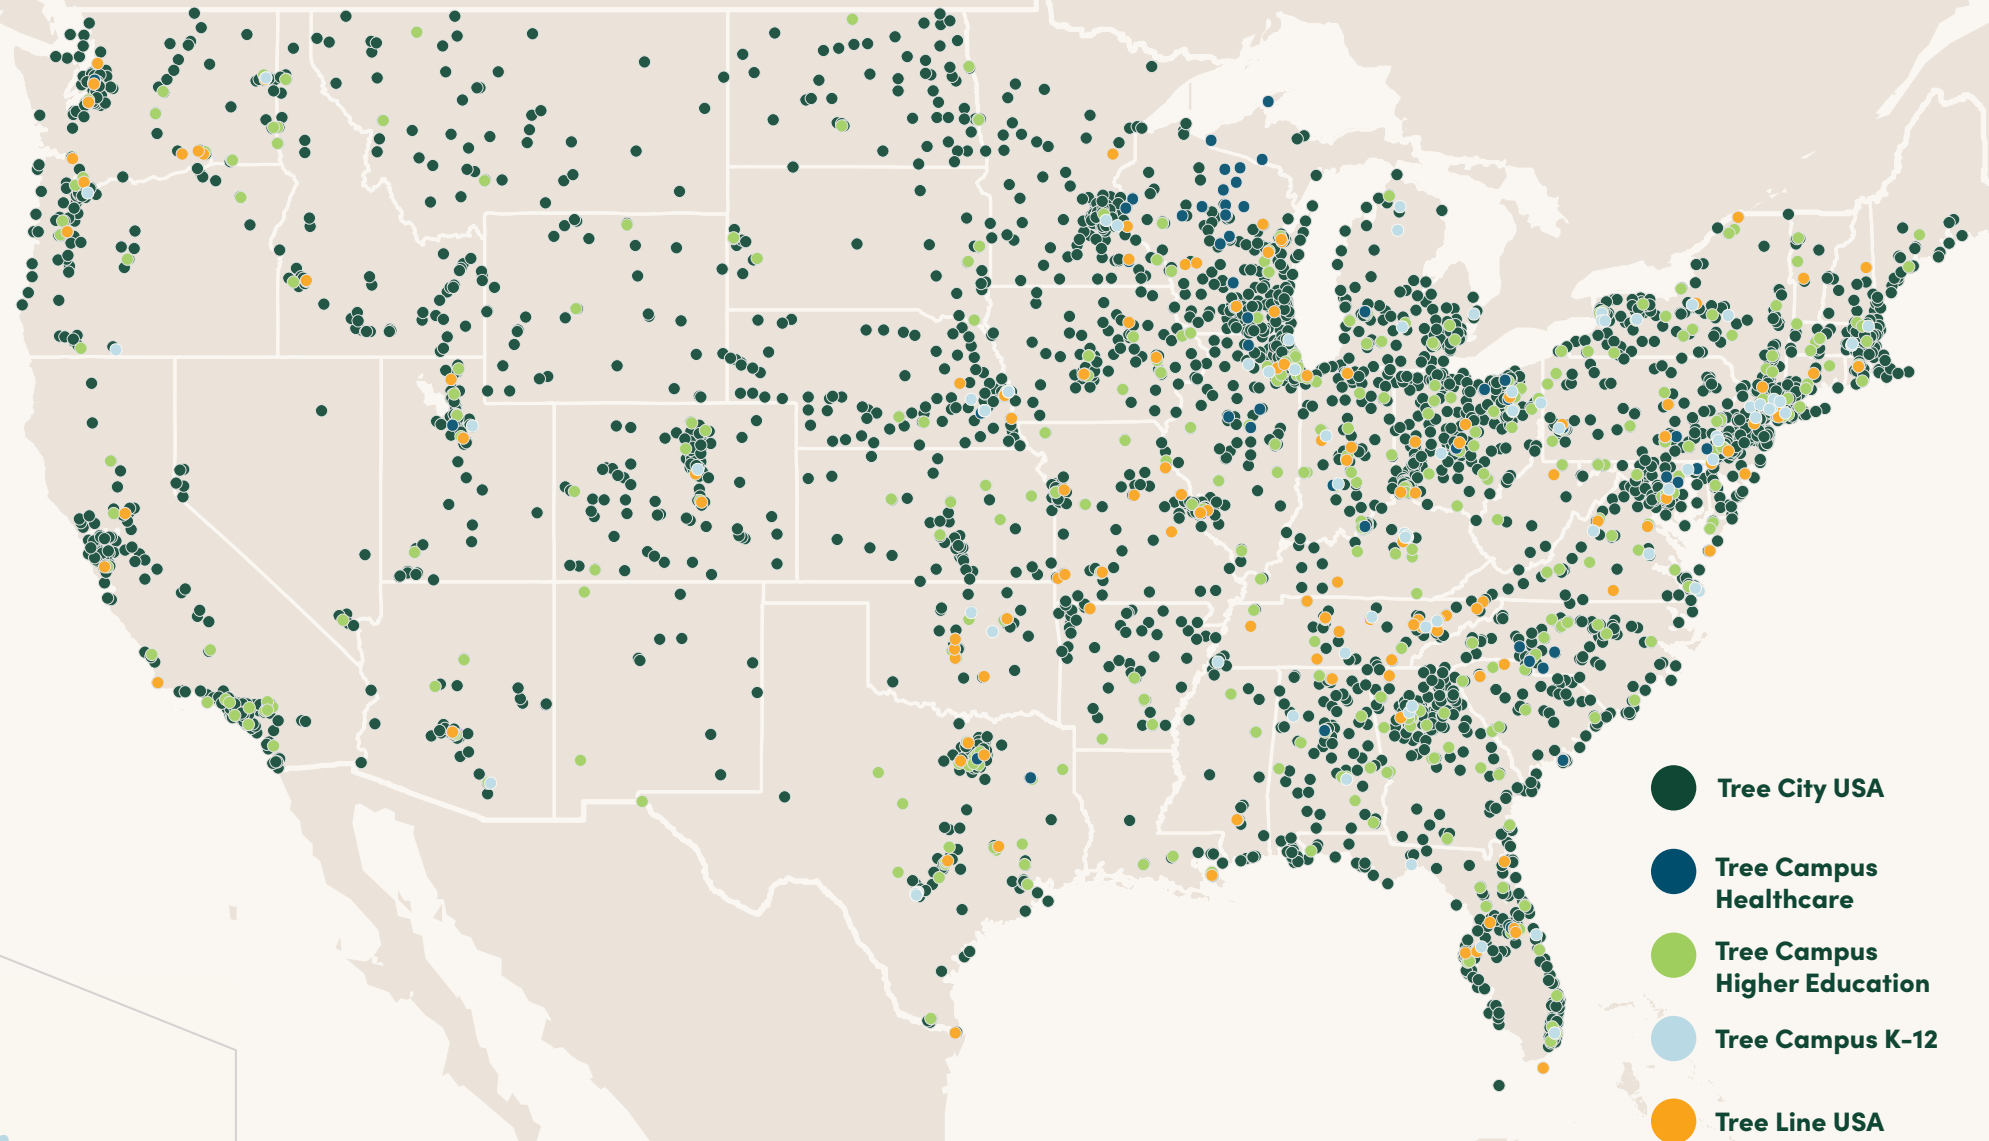 Tree City USA
Tree Campus
Healthcare
Tree Campus
Higher Education
Tree Campus K-12
Tree Line USA